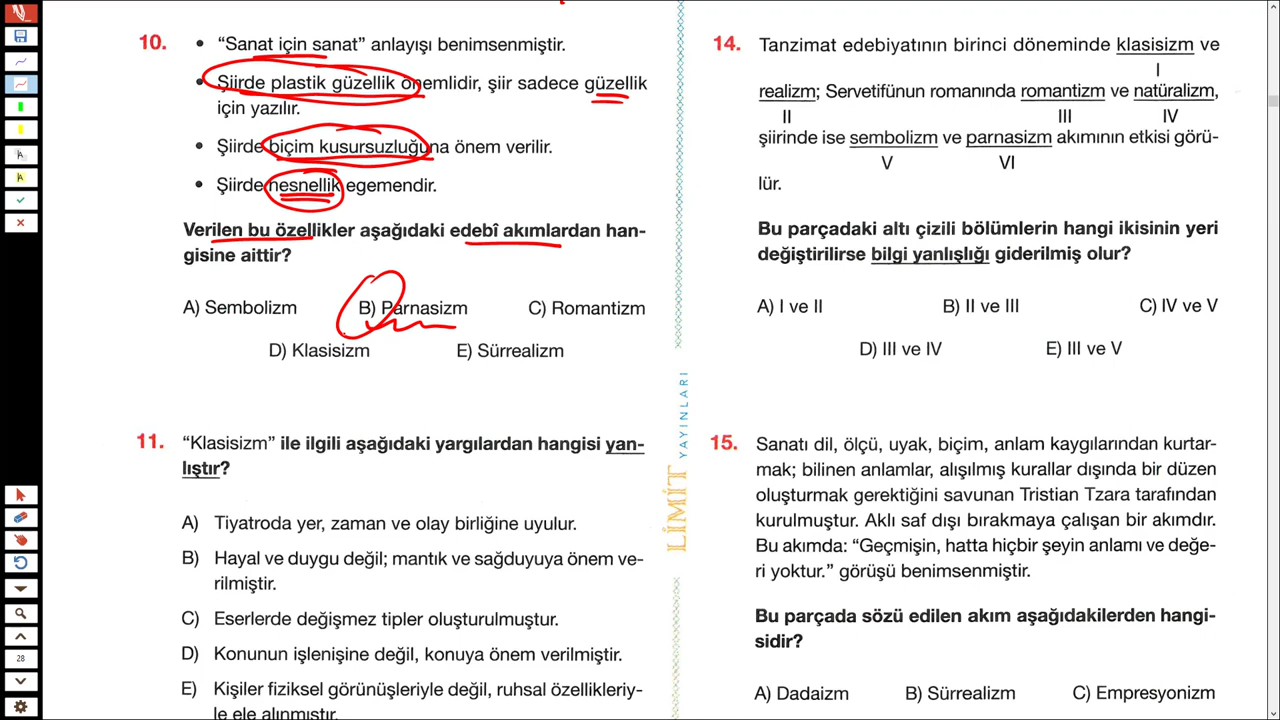 10. • “Sanat için sanat” anlayışı benimsenmiştir.
• Şiirde plastik güzellik önemlidir, şiir sadece güzellik
için yazılır.
• Şiirde biçim kusursuzluğuna önem verilir.
• Şiirde nesnellik egemendir.
Verilen bu özellikler aşağıdaki edebî akımlardan han-
gisine aittir?
A) Sembolizm B) Parnasizm C) Romantizm
D) Klasisizm E) Sürrealizm
11. “Klasisizm” ile ilgili aşağıdaki yargılardan hangisi yan-
lıştır?
A) Tiyatroda yer, zaman ve olay birliğine uyulur.
B) Hayal ve duygu değil; mantık ve sağduyuya önem ve-
rilmiştir.
C) Eserlerde değişmez tipler oluşturulmuştur.
D) Konunun işlenişine değil, konuya önem verilmiştir.
E) Kişiler fiziksel görünüşleriyle değil, ruhsal özellikleriy-
le ele alınmıştır.
LİMİT YAYINLARI
14. Tanzimat edebiyatının birinci döneminde klasisizm ve
I
realizm; Servetifünun romanında romantizm ve natüralizm,
II III IV
şiirinde ise sembolizm ve parnasizm akımının etkisi görü-
V VI
lür.
Bu parçadaki altı çizili bölümlerin hangi ikisinin yeri
değiştirilirse bilgi yanlışlığı giderilmiş olur?
A) I ve II B) II ve III C) IV ve V
D) III ve IV E) III ve V
15. Sanatı dil, ölçü, uyak, biçim, anlam kaygılarından kurtar-
mak; bilinen anlamlar, alışılmış kurallar dışında bir düzen
oluşturmak gerektiğini savunan Tristian Tzara tarafından
kurulmuştur. Aklı saf dışı bırakmaya çalışan bir akımdır.
Bu akımda: “Geçmişin, hatta hiçbir şeyin anlamı ve değe-
ri yoktur.” görüşü benimsenmiştir.
Bu parçada sözü edilen akım aşağıdakilerden hangi-
sidir?
A) Dadaizm B) Sürrealizm C) Empresyonizm
28